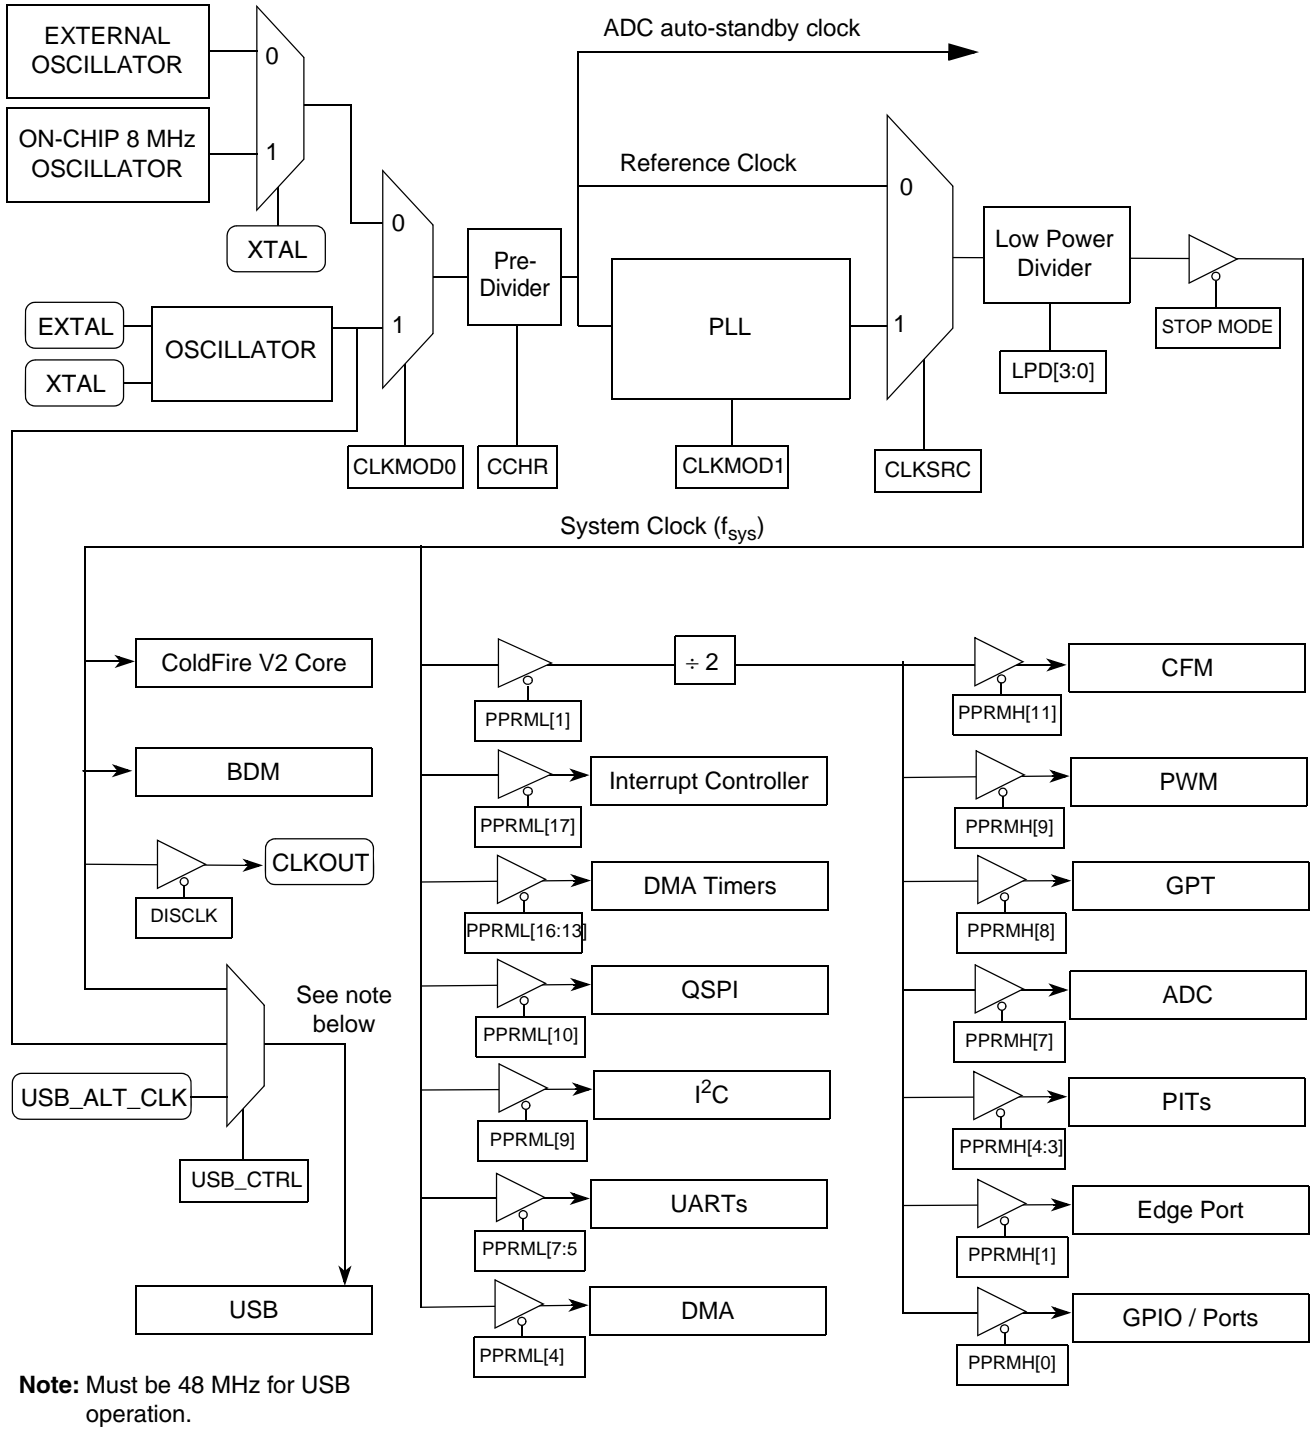 EXTERNAL
OSCILLATOR
0
ADC auto-standby clock
ON-CHIP 8 MHz
OSCILLATOR
1
XTAL
0
Reference Clock
0
Pre-
Divider
Low Power
Divider
EXTAL
XTAL
OSCILLATOR
1
PLL
1
STOP MODE
LPD[3:0]
CLKMOD0
CCHR
CLKMOD1
CLKSRC
System Clock (fsys)
ColdFire V2 Core
÷ 2
CFM
PPRML[1]
PPRMH[11]
BDM
Interrupt Controller
PWM
PPRML[17]
PPRMH[9]
CLKOUT
DISCLK
DMA Timers
GPT
PPRML[16:13]
PPRMH[8]
See note
below
QSPI
ADC
PPRML[10]
PPRMH[7]
USB_ALT_CLK
I2C
PITs
PPRML[9]
PPRMH[4:3]
USB_CTRL
UARTs
Edge Port
PPRML[7:5
PPRMH[1]
USB
DMA
GPIO / Ports
PPRML[4]
PPRMH[0]
Note: Must be 48 MHz for USB
operation.